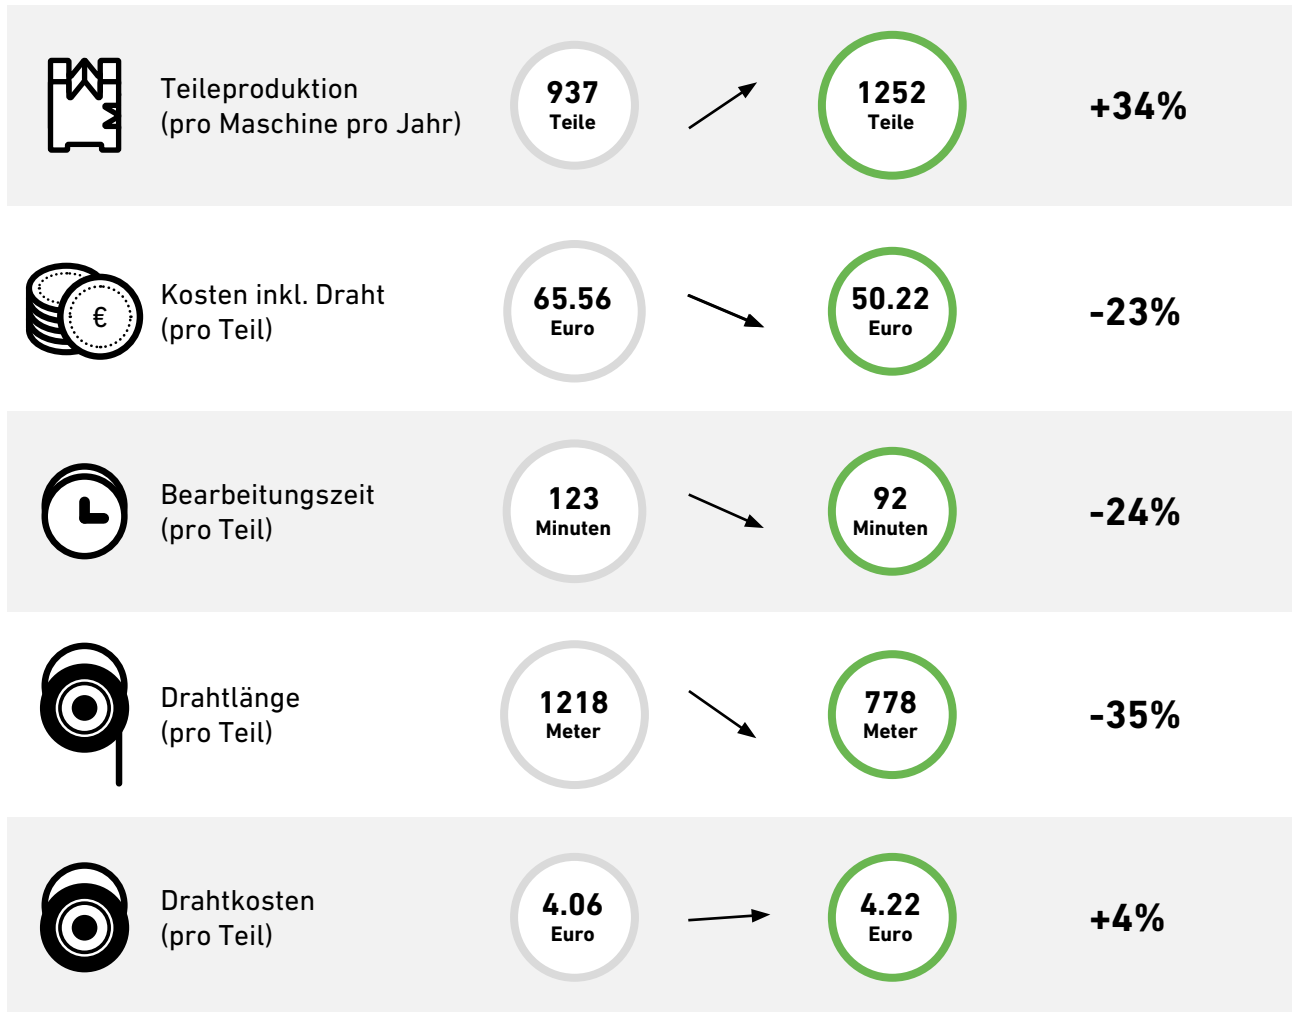 Teileproduktion
(pro Maschine pro Jahr)
937
Teile
1252
Teile
+34%
€
Kosten inkl. Draht
(pro Teil)
65.56
Euro
50.22
Euro
-23%
Bearbeitungszeit
(pro Teil)
123
Minuten
92
Minuten
-24%
Drahtlänge
(pro Teil)
1218
Meter
778
Meter
-35%
Drahtkosten
(pro Teil)
4.06
Euro
4.22
Euro
+4%